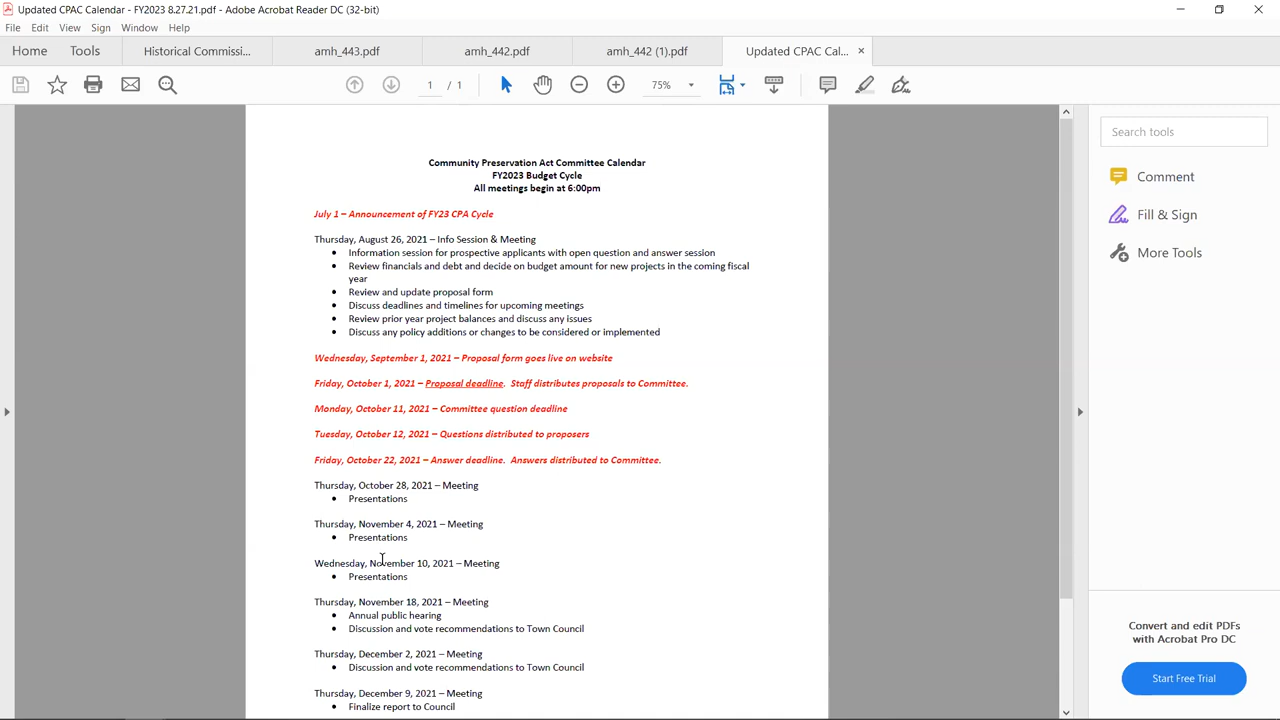 Updated CPAC Calendar - FY2023 8.27.21.pdf - Adobe Acrobat Reader DC (32-bit)
File Edit View Sign Window Help
Home Tools Historical Commissi... amh_443.pdf amh_442.pdf amh_442 (1).pdf Updated CPAC Cal... ×
1 / 1 75%
Search tools
Comment
Fill & Sign
More Tools
Community Preservation Act Committee Calendar
FY2023 Budget Cycle
All meetings begin at 6:00pm
July 1 – Announcement of FY23 CPA Cycle
Thursday, August 26, 2021 – Info Session & Meeting
• Information session for prospective applicants with open question and answer session
• Review financials and debt and decide on budget amount for new projects in the coming fiscal
year
• Review and update proposal form
• Discuss deadlines and timelines for upcoming meetings
• Review prior year project balances and discuss any issues
• Discuss any policy additions or changes to be considered or implemented
Wednesday, September 1, 2021 – Proposal form goes live on website
Friday, October 1, 2021 – Proposal deadline. Staff distributes proposals to Committee.
Monday, October 11, 2021 – Committee question deadline
Tuesday, October 12, 2021 – Questions distributed to proposers
Friday, October 22, 2021 – Answer deadline. Answers distributed to Committee.
Thursday, October 28, 2021 – Meeting
• Presentations
Thursday, November 4, 2021 – Meeting
• Presentations
Wednesday, November 10, 2021 – Meeting
• Presentations
Thursday, November 18, 2021 – Meeting
• Annual public hearing
• Discussion and vote recommendations to Town Council
Thursday, December 2, 2021 – Meeting
• Discussion and vote recommendations to Town Council
Thursday, December 9, 2021 – Meeting
• Finalize report to Council
Convert and edit PDFs
with Acrobat Pro DC
Start Free Trial